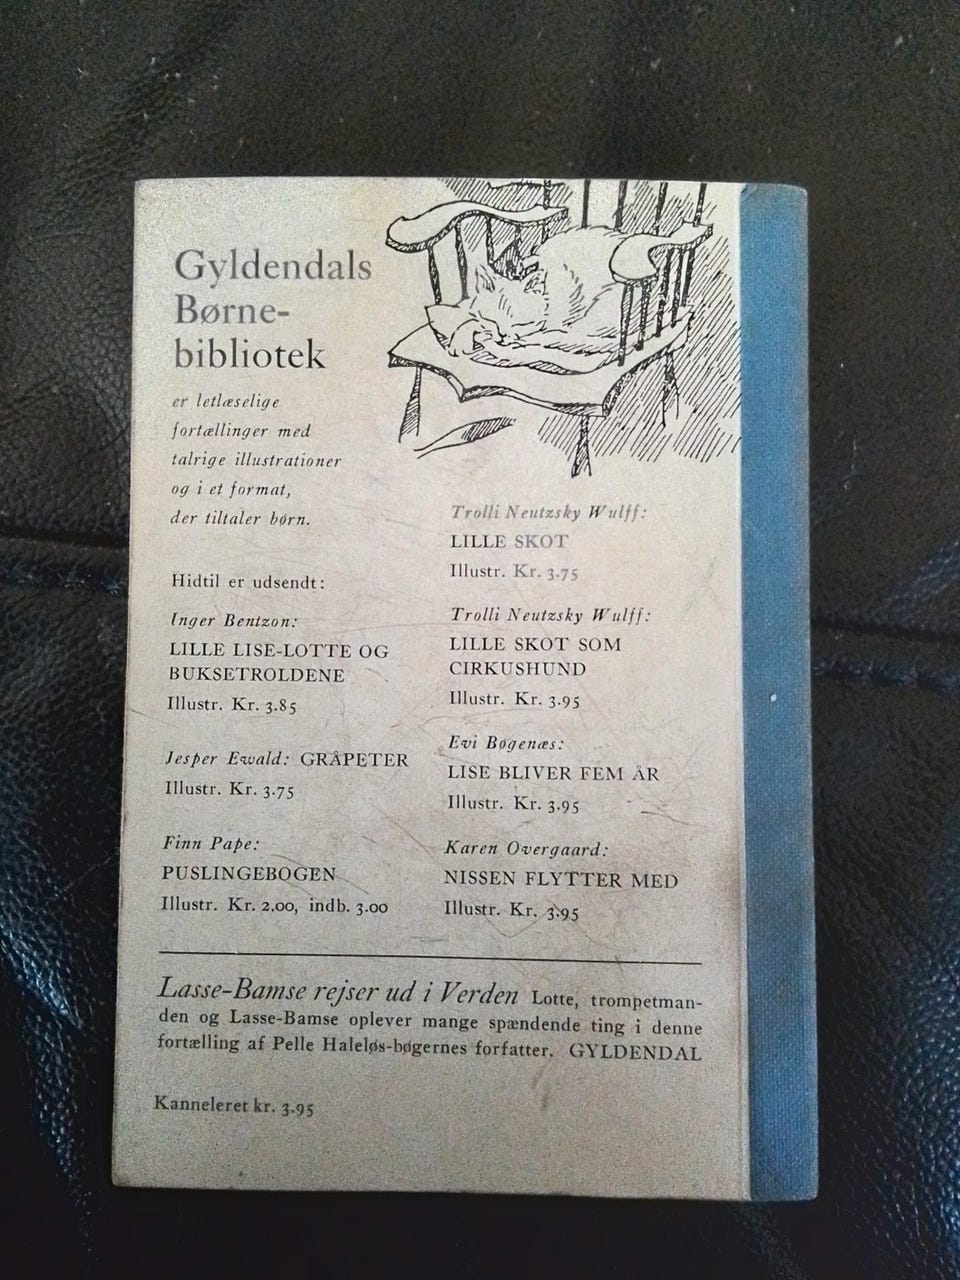 Gyldendals
Børne-
bibliotek
er letlæselige
fortællinger med
talrige illustrationer
og i et format,
der tiltaler børn.
Hidtil er udsendt:
Inger Bentzon:
LILLE LISE-LOTTE OG
BUKSETROLDENE
Illustr. Kr. 3.85
Jesper Ewald: GRÅPETER
Illustr. Kr. 3.75
Finn Pape:
PUSLINGEBOGEN
Illustr. Kr. 2.00, indb. 3.00
Trolli Neutzsky Wulff:
LILLE SKOT
Illustr. Kr. 3.75
Trolli Neutzsky Wulff:
LILLE SKOT SOM
CIRKUSHUND
Illustr. Kr. 3.95
Evi Bøgenæs:
LISE BLIVER FEM ÅR
Illustr. Kr. 3.95
Karen Overgaard:
NISSEN FLYTTER MED
Illustr. Kr. 3.95
Lasse-Bamse rejser ud i Verden Lotte, trompetman-
den og Lasse-Bamse oplever mange spændende ting i denne
fortælling af Pelle Haleløs-bøgernes forfatter. GYLDENDAL
Kanneleret kr. 3.95